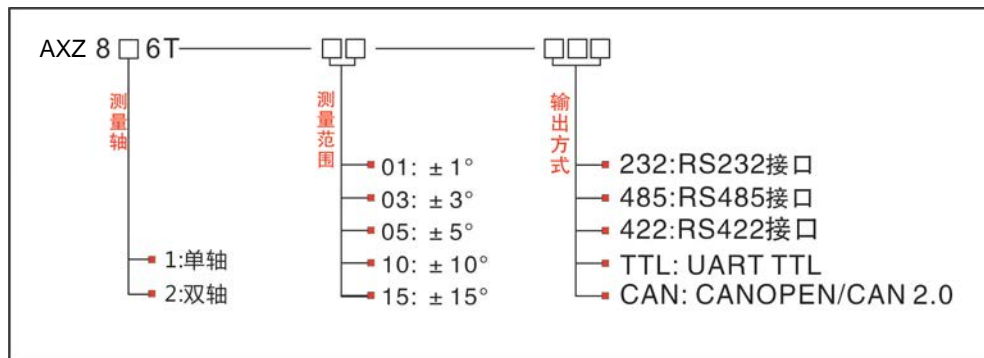 AXZ 8□6T □□ □□□
测量轴
测量范围
输出方式
01: ±1°
03: ±3°
05: ±5°
10: ±10°
15: ±15°
1:单轴
2:双轴
232:RS232接口
485:RS485接口
422:RS422接口
TTL: UART TTL
CAN: CANOPEN/CAN 2.0